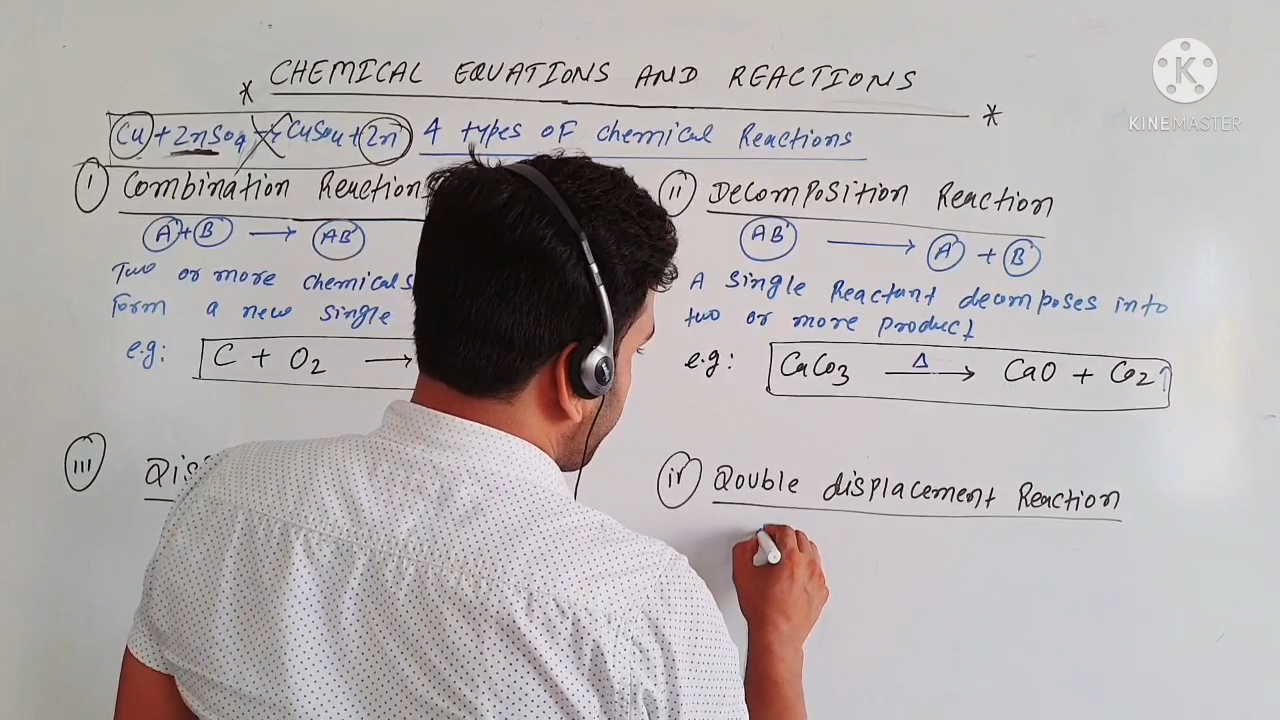 CHEMICAL EQUATIONS AND REACTIONS
KINEMASTER
Cu + ZnSO4 → CuSO4 + Zn
4 types of chemical Reactions
i Combination Reaction
A + B → AB
Two or more chemicals
form a new single
e.g: C + O2 →
ii Decomposition Reaction
AB → A + B
A single Reactant decomposes into
two or more product
e.g: CaCO3 Δ → CaO + CO2↑
iii
iv Double displacement Reaction